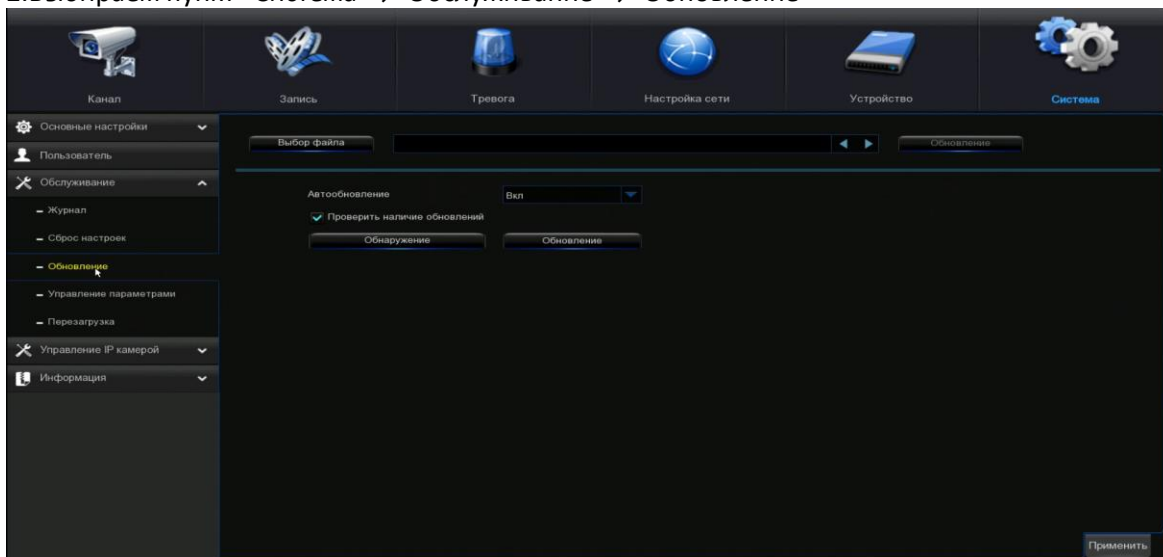 Канал Запись Тревога Настройка сети Устройство Система
Основные настройки
Пользователь
Обслуживание
Журнал
Сброс настроек
Обновление
Управление параметрами
Перезагрузка
Управление IP камерой
Информация
Выбор файла Обновление
Автообновление Вкл
Проверить наличие обновлений
Обнаружение Обновление
Применить